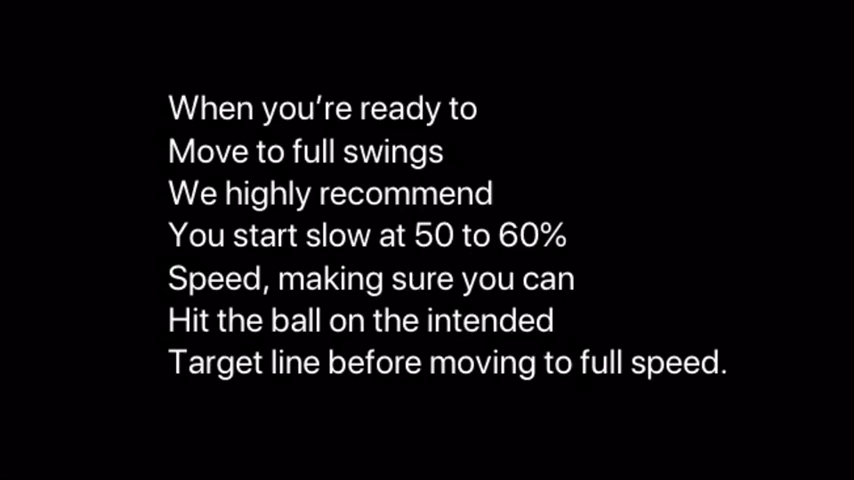 When you’re ready to
Move to full swings
We highly recommend
You start slow at 50 to 60%
Speed, making sure you can
Hit the ball on the intended
Target line before moving to full speed.